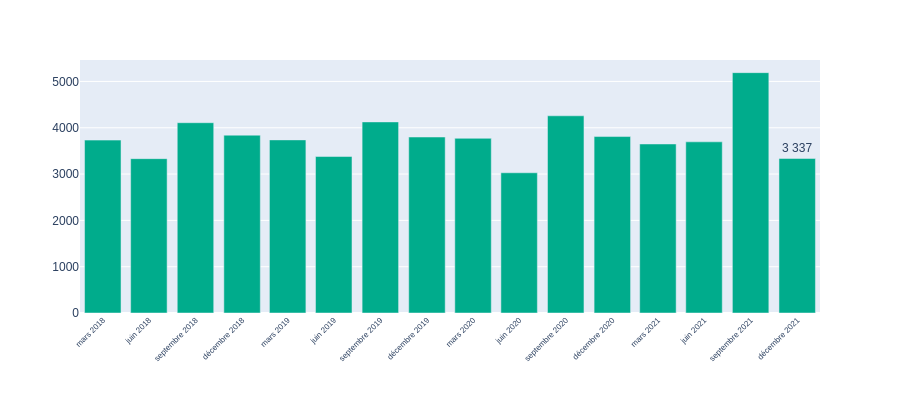 5000
4000
3000
2000
1000
0
3 337
mars 2018
juin 2018
septembre 2018
décembre 2018
mars 2019
juin 2019
septembre 2019
décembre 2019
mars 2020
juin 2020
septembre 2020
décembre 2020
mars 2021
juin 2021
septembre 2021
décembre 2021